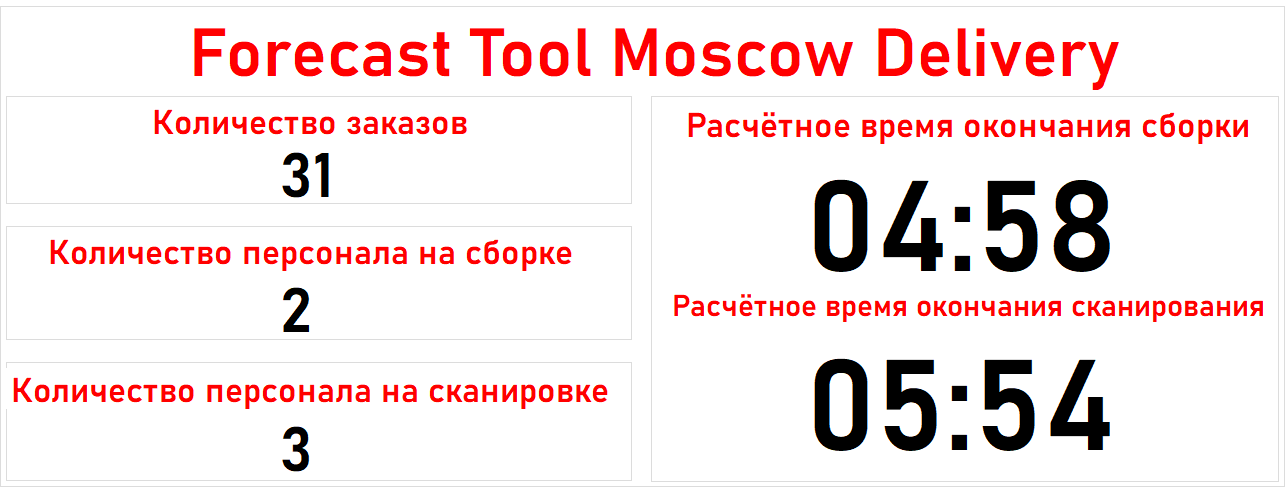 Forecast Tool Moscow Delivery
Количество заказов
31
Количество персонала на сборке
2
Количество персонала на сканировке
3
Расчётное время окончания сборки
04:58
Расчётное время окончания сканирования
05:54